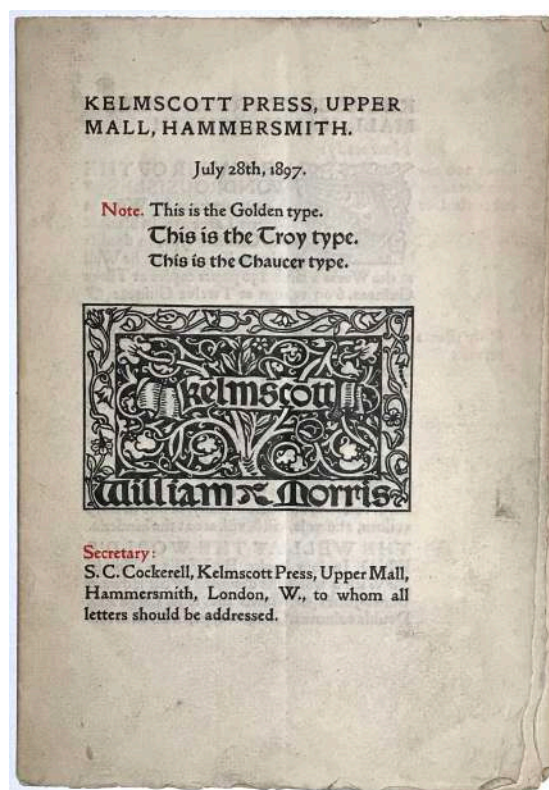 KELMSCOTT PRESS, UPPER
MALL, HAMMERSMITH.
July 28th, 1897.
Note. This is the Golden type.
This is the Troy type.
This is the Chaucer type.
kelmscott
William Morris
Secretary:
S. C. Cockerell, Kelmscott Press, Upper Mall,
Hammersmith, London, W., to whom all
letters should be addressed.